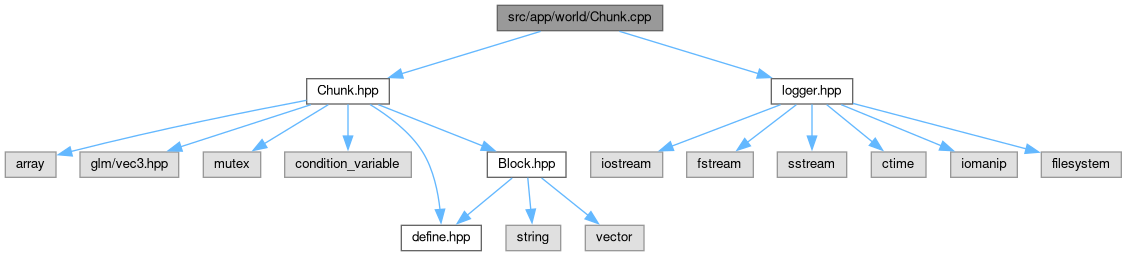 src/app/world/Chunk.cpp
Chunk.hpp
logger.hpp
array
glm/vec3.hpp
mutex
condition_variable
Block.hpp
iostream
fstream
sstream
ctime
iomanip
filesystem
define.hpp
string
vector